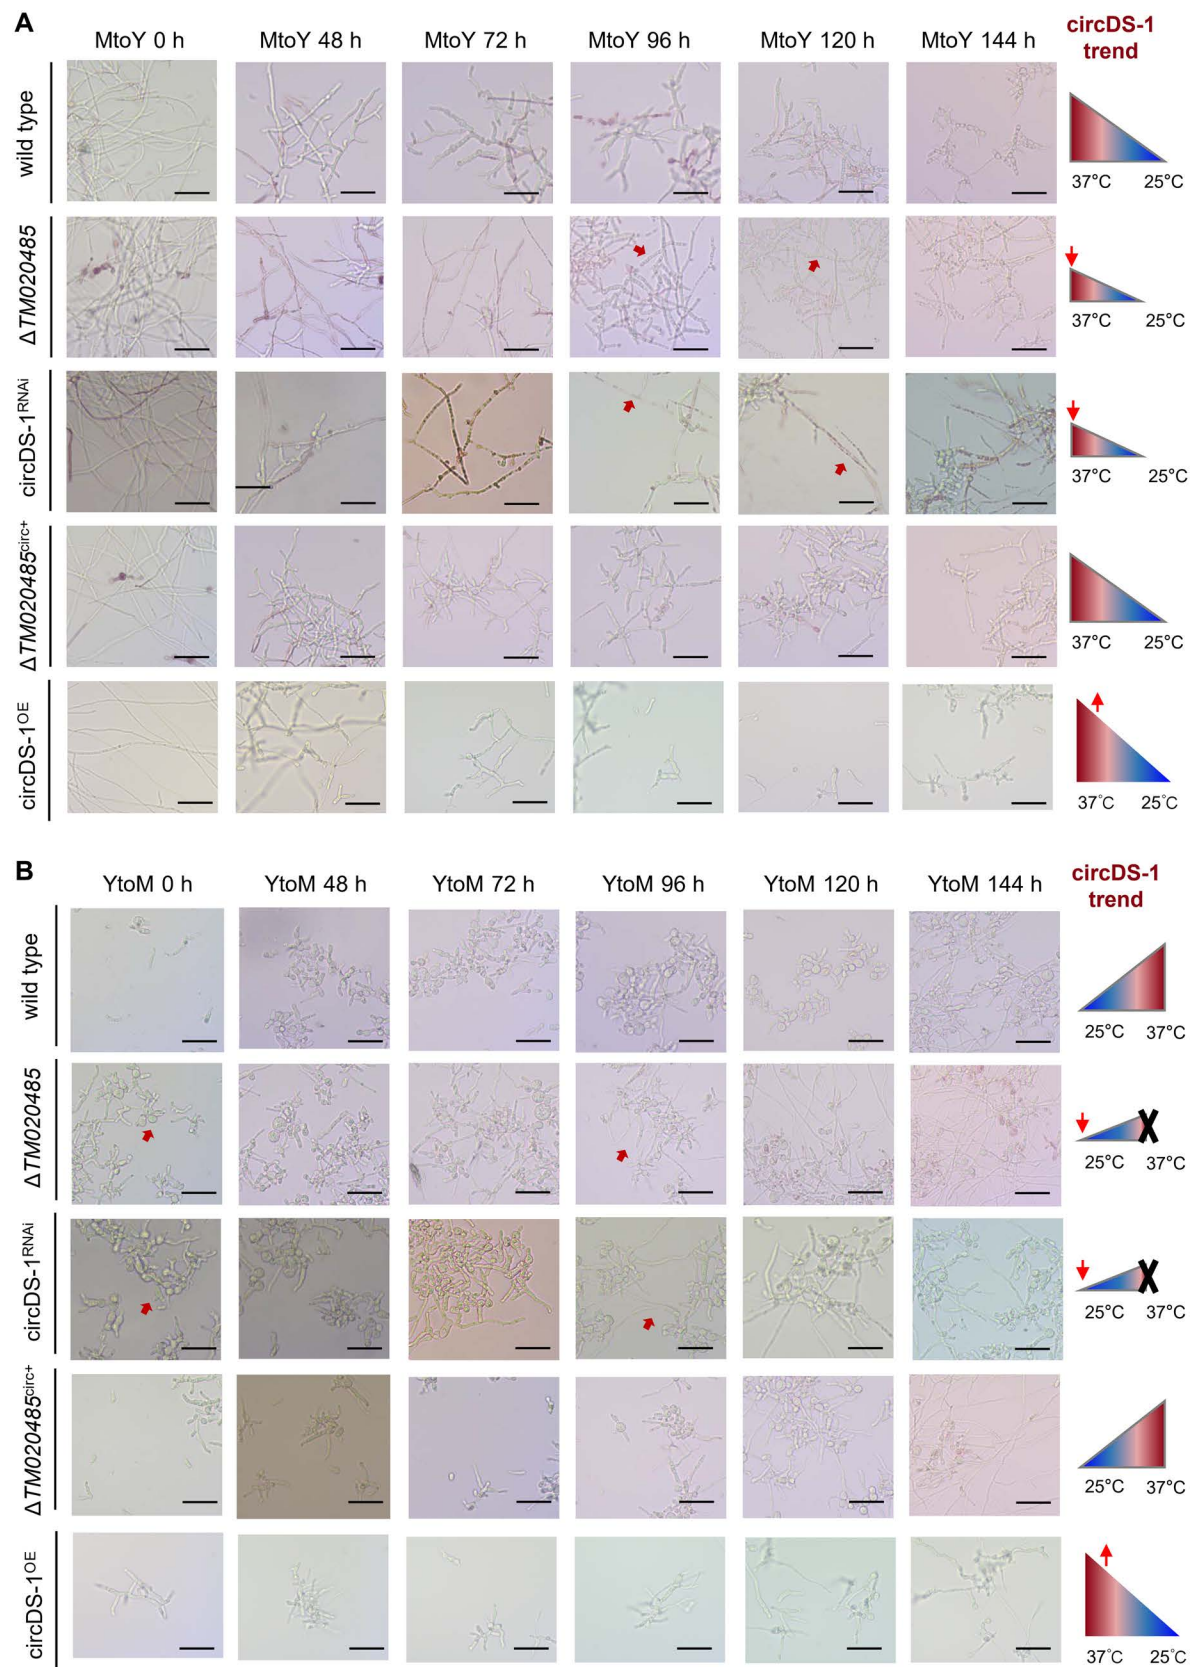 A
MtoY 0 h
MtoY 48 h
MtoY 72 h
MtoY 96 h
MtoY 120 h
MtoY 144 h
circDS-1
trend
wild type
37°C 25°C
ΔTM020485
37°C 25°C
circDS-1RNAi
37°C 25°C
ΔTM020485circ+
37°C 25°C
circDS-1OE
37°C 25°C
B
YtoM 0 h
YtoM 48 h
YtoM 72 h
YtoM 96 h
YtoM 120 h
YtoM 144 h
circDS-1
trend
wild type
25°C 37°C
ΔTM020485
25°C 37°C
circDS-1RNAi
25°C 37°C
ΔTM020485circ+
25°C 37°C
circDS-1OE
37°C 25°C